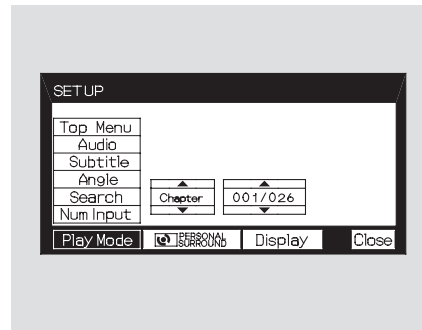 SETUP
Top Menu
Audio
Subtitle
Angle
Search
Num Input
Chapter
001/026
Play Mode
PERSONAL SURROUND
Display
Close